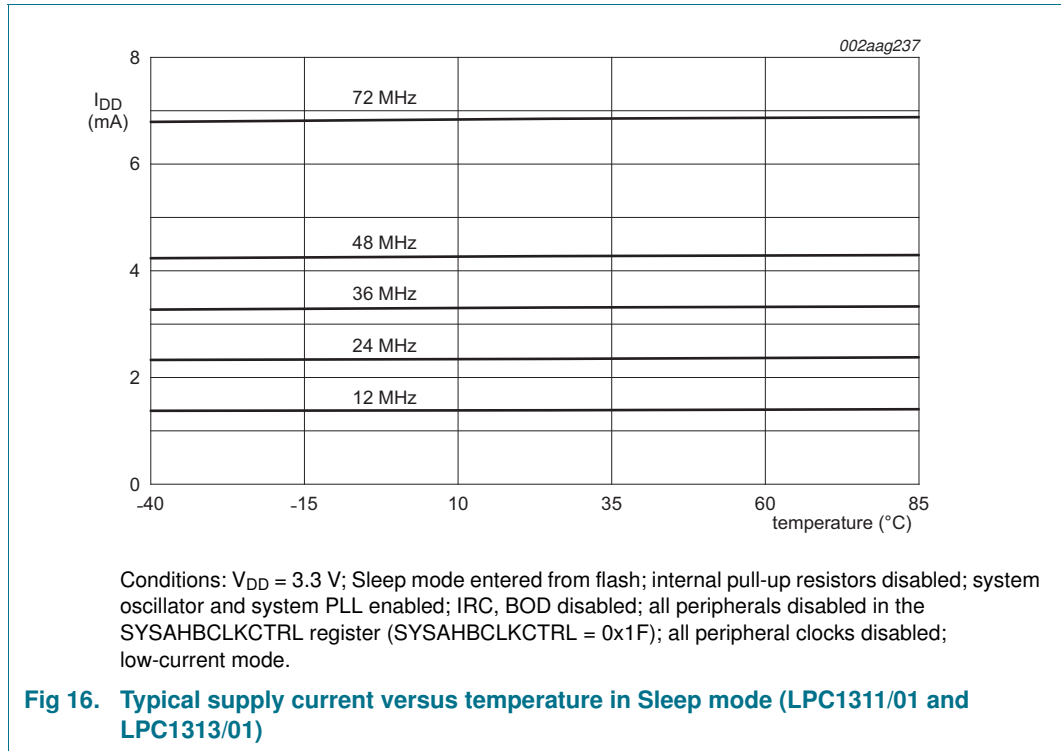 002aag237
8
I_DD
(mA)
72 MHz
6
48 MHz
4
36 MHz
24 MHz
2
12 MHz
0
-40
-15
10
35
60
85
temperature (°C)
Conditions: V_DD = 3.3 V; Sleep mode entered from flash; internal pull-up resistors disabled; system
oscillator and system PLL enabled; IRC, BOD disabled; all peripherals disabled in the
SYSAHBCLKCTRL register (SYSAHBCLKCTRL = 0x1F); all peripheral clocks disabled;
low-current mode.
Fig 16. Typical supply current versus temperature in Sleep mode (LPC1311/01 and
LPC1313/01)